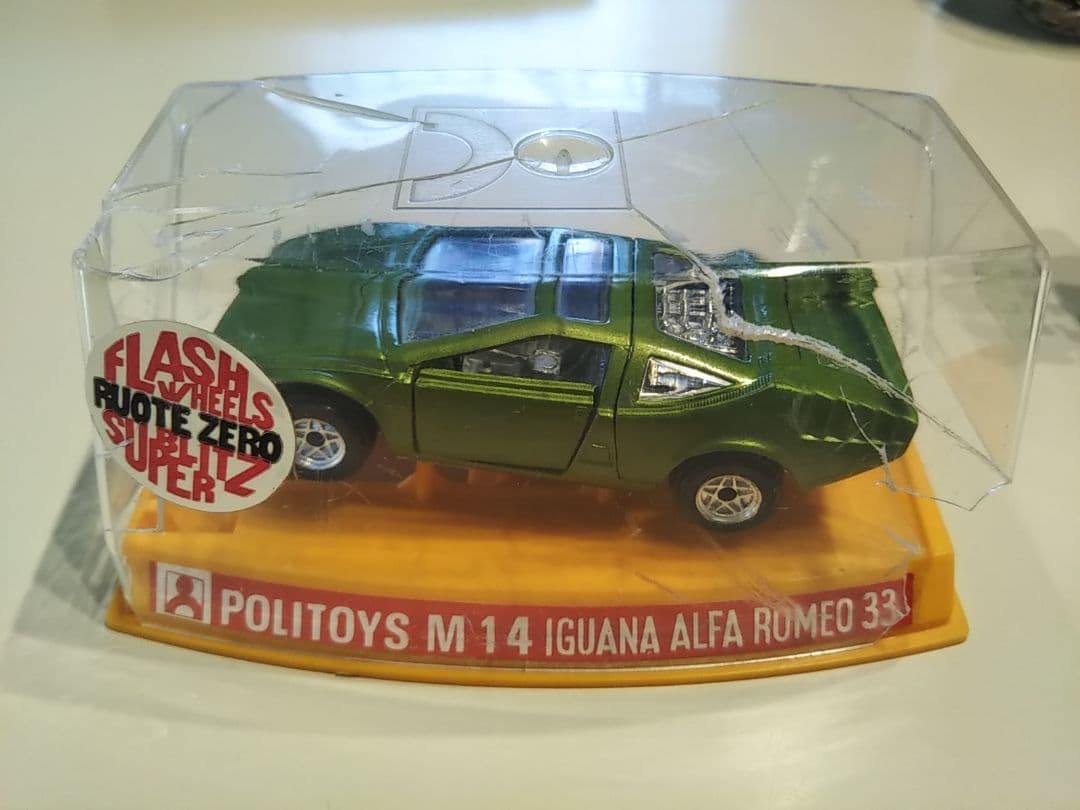 FLASH
WHEELS
RUOTE ZERO
SUPER
BLITZ
POLITOYS M 14 IGUANA ALFA ROMEO 33